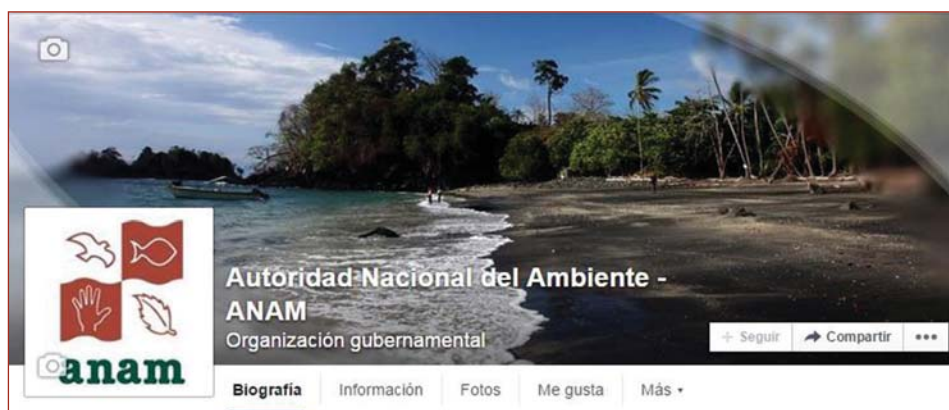 Autoridad Nacional del Ambiente -
ANAM
Organización gubernamental
+ Seguir
Compartir
anam
Biografía
Información
Fotos
Me gusta
Más